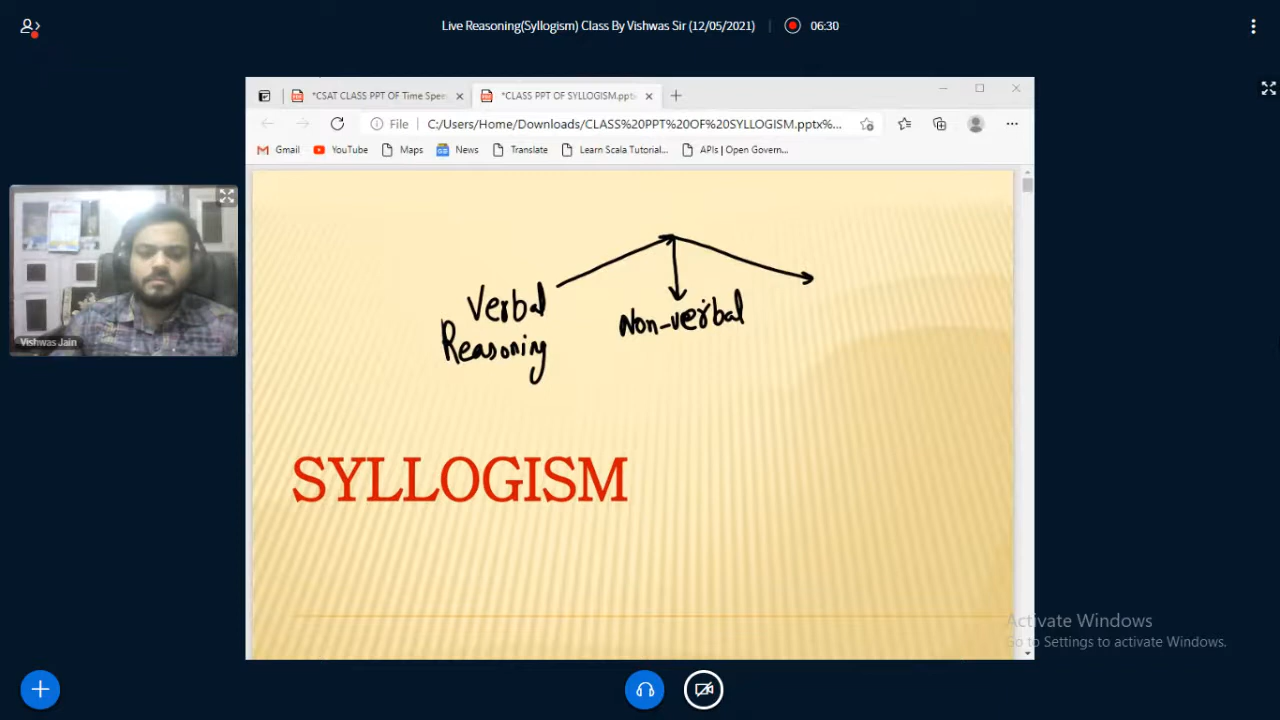 Live Reasoning(Syllogism) Class By Vishwas Sir (12/05/2021)
06:30
*CSAT CLASS PPT OF Time Spee
*CLASS PPT OF SYLLOGISM.ppt
File
C:/Users/Home/Downloads/CLASS%20PPT%20OF%20SYLLOGISM.pptx%...
Gmail
YouTube
Maps
News
Translate
Learn Scala Tutorial...
APIs | Open Govern...
Vishwas Jain
Verbal
Reasoning
Non-verbal
SYLLOGISM
Activate Windows
Go to Settings to activate Windows.